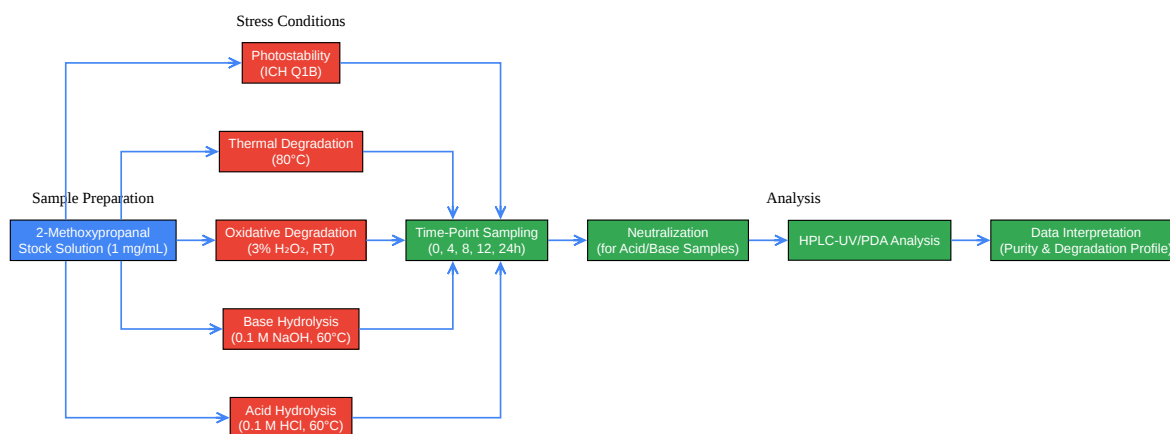 Stress Conditions
Photostability
(ICH Q1B)
Thermal Degradation
(80°C)
Sample Preparation
Analysis
2-Methoxypropanal
Stock Solution (1 mg/mL)
Oxidative Degradation
(3% H₂O₂, RT)
Time-Point Sampling
(0, 4, 8, 12, 24h)
Neutralization
(for Acid/Base Samples)
HPLC-UV/PDA Analysis
Data Interpretation
(Purity & Degradation Profile)
Base Hydrolysis
(0.1 M NaOH, 60°C)
Acid Hydrolysis
(0.1 M HCl, 60°C)